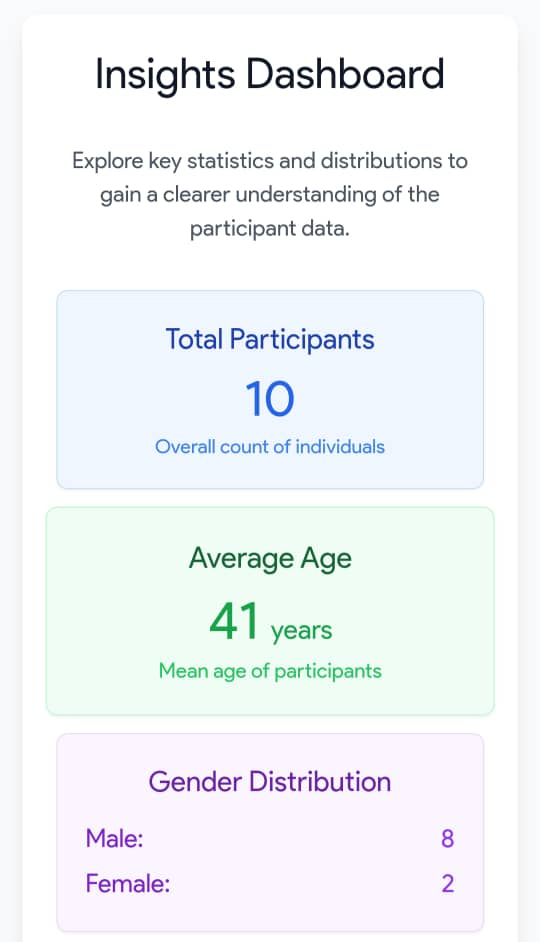 Insights Dashboard
Explore key statistics and distributions to
gain a clearer understanding of the
participant data.
Total Participants
10
Overall count of individuals
Average Age
41 years
Mean age of participants
Gender Distribution
Male: 8
Female: 2